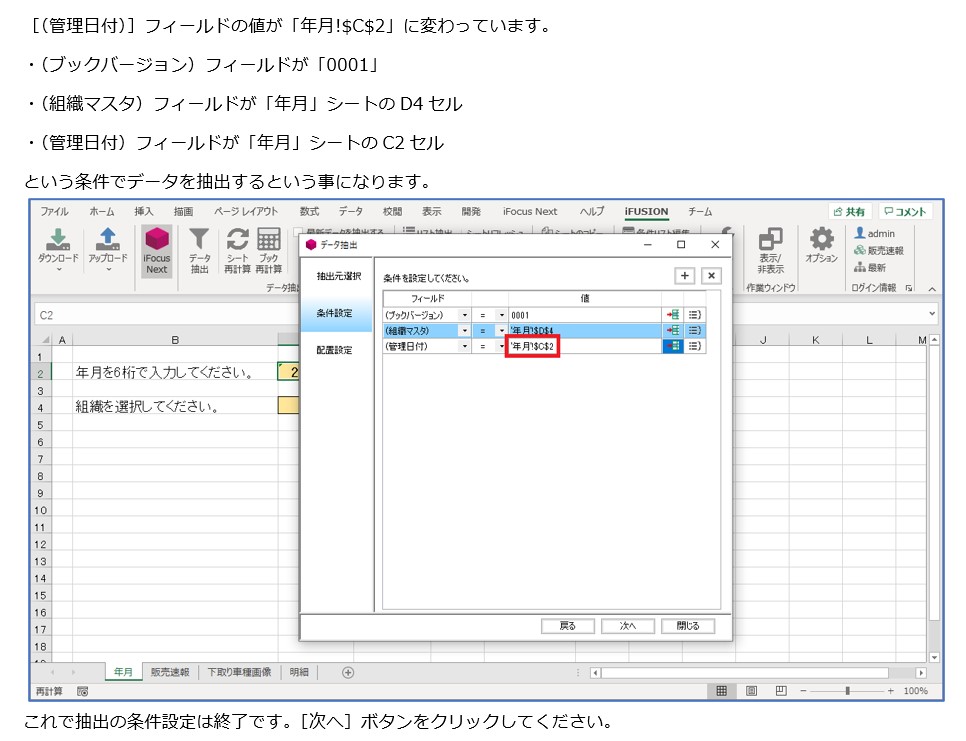 ［(管理日付)］フィールドの値が「年月!$C$2」に変わっています。
・（ブックバージョン）フィールドが「0001」
・（組織マスタ）フィールドが「年月」シートの D4 セル
・（管理日付）フィールドが「年月」シートの C2 セル
という条件でデータを抽出するという事になります。
ファイル ホーム 挿入 描画 ページ レイアウト 数式 データ 校閲 表示 開発 iFocus Next ヘルプ iFUSION チーム 共有 コメント
ダウンロード アップロード iFocus Next データ抽出 シート再計算 ブック再計算 表示/非表示 オプション
admin
販売速報
最新
作業ウィンドウ ログイン情報
C2
A B J K L M
1
2 年月を6桁で入力してください。 2
3
4 組織を選択してください。
5
6
7
8
9
10
11
12
13
14
15
16
17
18
データ抽出
抽出元選択
条件設定
配置設定
条件を設定してください。
フィールド 値
(ブックバージョン) = 0001
(組織マスタ) = '年月'!$D$4
(管理日付) = '年月'!$C$2
戻る 次へ 閉じる
年月 販売速報 下取り車種画像 明細
再計算 100%
これで抽出の条件設定は終了です。［次へ］ボタンをクリックしてください。